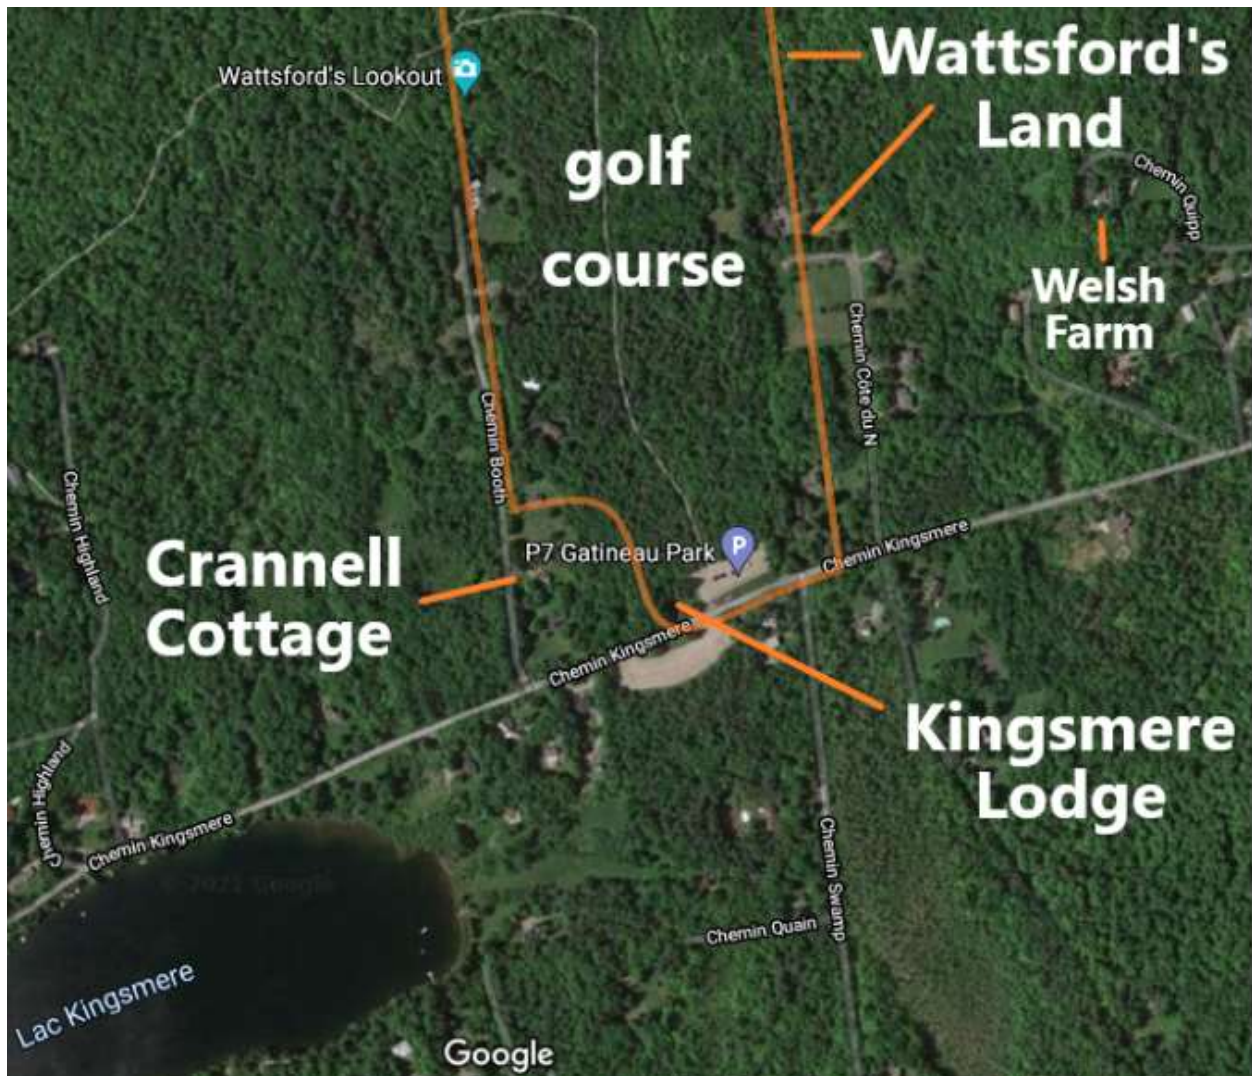 Wattsford's
Land
Wattsford's Lookout
golf
course
Chemin Quipp
Welsh
Farm
Chemin Côte du N
Chemin Booth
Chemin Highland
Crannell
Cottage
P7 Gatineau Park
P
Chemin Kingsmere
Chemin Kingsmere
Kingsmere
Lodge
Chemin Highland
Chemin Kingsmere
© 2021 Google
Chemin Swamp
Chemin Quain
Lac Kingsmere
Google